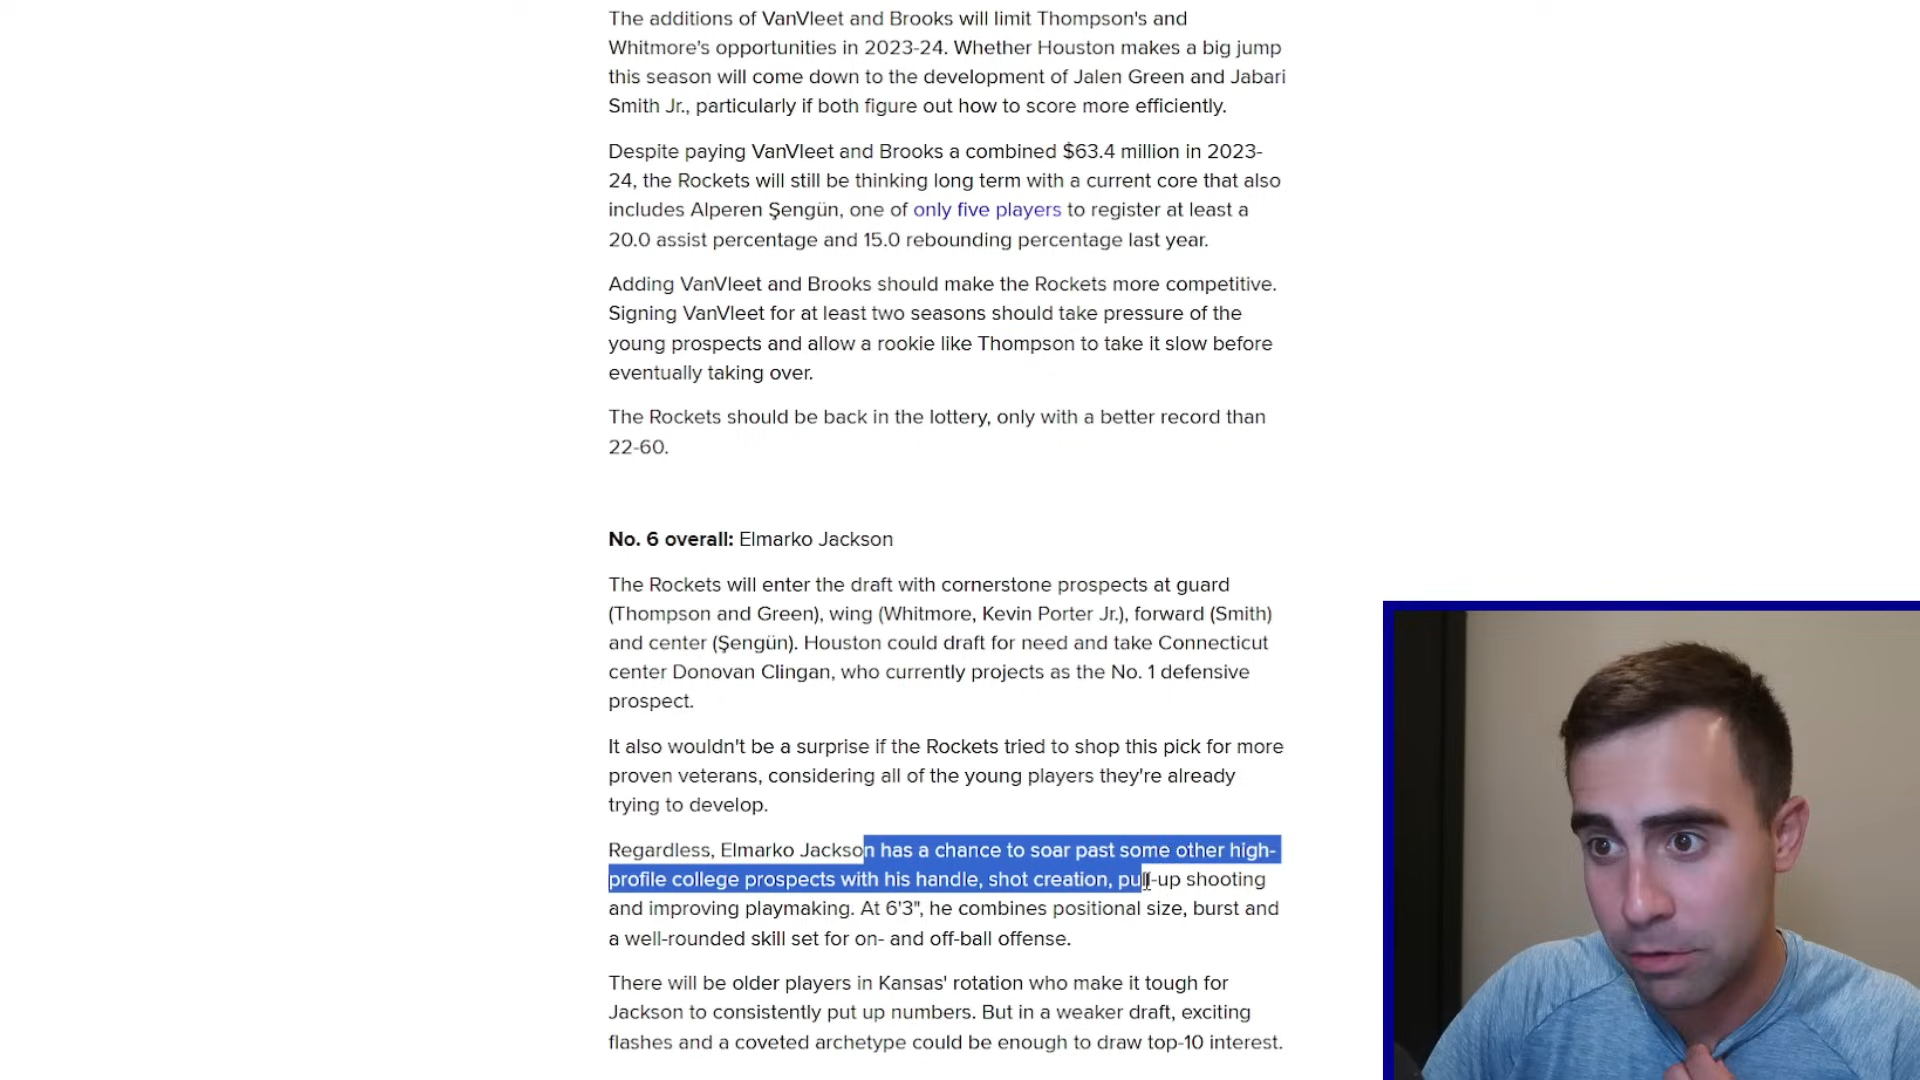 The additions of VanVleet and Brooks will limit Thompson's and
Whitmore's opportunities in 2023-24. Whether Houston makes a big jump
this season will come down to the development of Jalen Green and Jabari
Smith Jr., particularly if both figure out how to score more efficiently.
Despite paying VanVleet and Brooks a combined $63.4 million in 2023-
24, the Rockets will still be thinking long term with a current core that also
includes Alperen Şengün, one of only five players to register at least a
20.0 assist percentage and 15.0 rebounding percentage last year.
Adding VanVleet and Brooks should make the Rockets more competitive.
Signing VanVleet for at least two seasons should take pressure of the
young prospects and allow a rookie like Thompson to take it slow before
eventually taking over.
The Rockets should be back in the lottery, only with a better record than
22-60.
No. 6 overall: Elmarko Jackson
The Rockets will enter the draft with cornerstone prospects at guard
(Thompson and Green), wing (Whitmore, Kevin Porter Jr.), forward (Smith)
and center (Şengün). Houston could draft for need and take Connecticut
center Donovan Clingan, who currently projects as the No. 1 defensive
prospect.
It also wouldn't be a surprise if the Rockets tried to shop this pick for more
proven veterans, considering all of the young players they're already
trying to develop.
Regardless, Elmarko Jackson has a chance to soar past some other high-
profile college prospects with his handle, shot creation, pull-up shooting
and improving playmaking. At 6'3", he combines positional size, burst and
a well-rounded skill set for on- and off-ball offense.
There will be older players in Kansas' rotation who make it tough for
Jackson to consistently put up numbers. But in a weaker draft, exciting
flashes and a coveted archetype could be enough to draw top-10 interest.